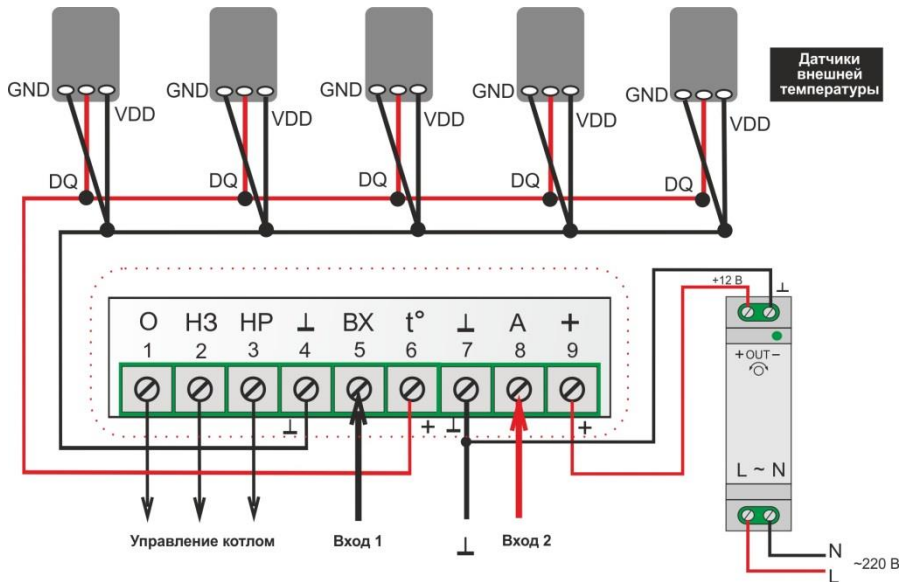 Датчики
внешней
температуры
GND
VDD
DQ
GND
VDD
DQ
GND
VDD
DQ
GND
VDD
DQ
GND
VDD
DQ
О НЗ НР ⊥ ВХ t° ⊥ А +
1 2 3 4 5 6 7 8 9
⊥ + ⊥ +
Управление котлом
Вход 1
⊥
Вход 2
+12 В ⊥
+OUT−
L ~ N
N
~220 В
L